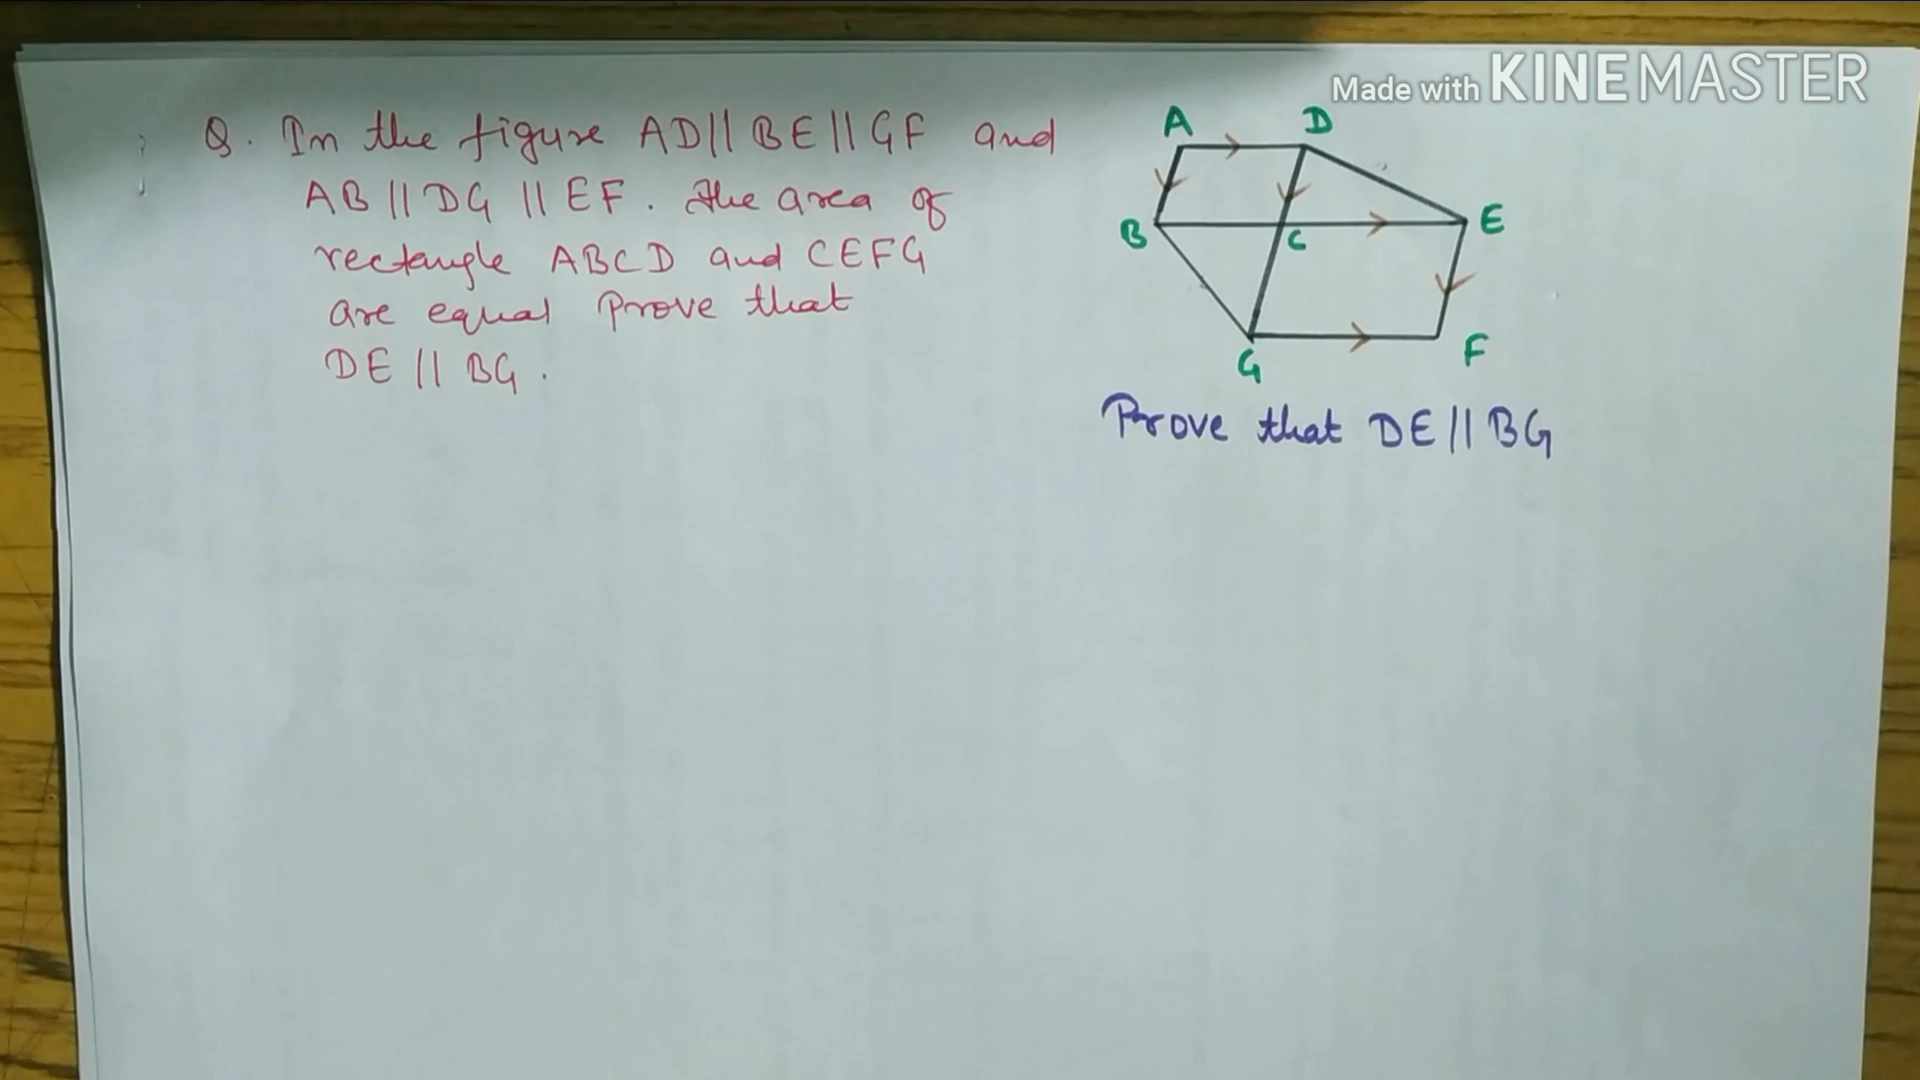 Made with KINEMASTER
Q. In the figure AD||BE||GF and
AB||DG||EF. The area of
rectangle ABCD and CEFG
are equal Prove that
DE||BG.
A D
B C E
G F
Prove that DE||BG